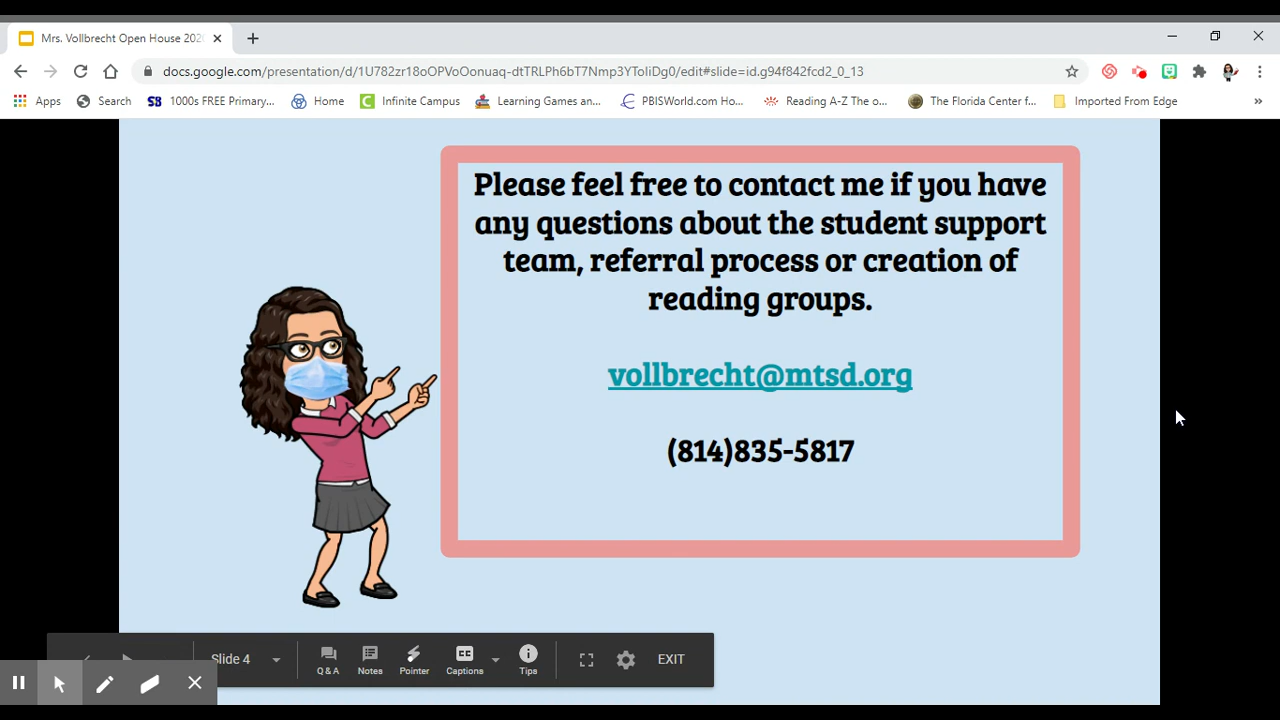 Mrs. Vollbrecht Open House 202
docs.google.com/presentation/d/1U782zr18oOPVoOonuaq-dtTRLPh6bT7Nmp3YToIiDg0/edit#slide=id.g94f842fcd2_0_13
Apps Search SB 1000s FREE Primary... Home C Infinite Campus Learning Games an... PBISWorld.com Ho... Reading A-Z The o... The Florida Center f... Imported From Edge »
Please feel free to contact me if you have
any questions about the student support
team, referral process or creation of
reading groups.
vollbrecht@mtsd.org
(814)835-5817
Slide 4 Q & A Notes Pointer CC Captions Tips EXIT